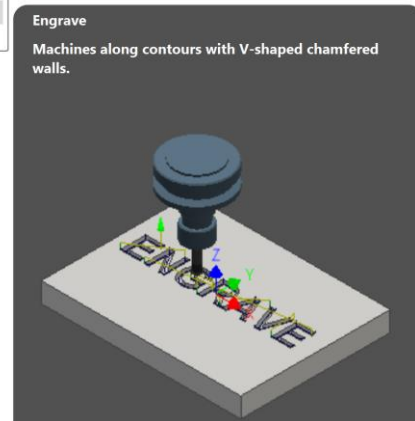 Engrave
Machines along contours with V-shaped chamfered
walls.
ENGRAVE
Z
Y
X